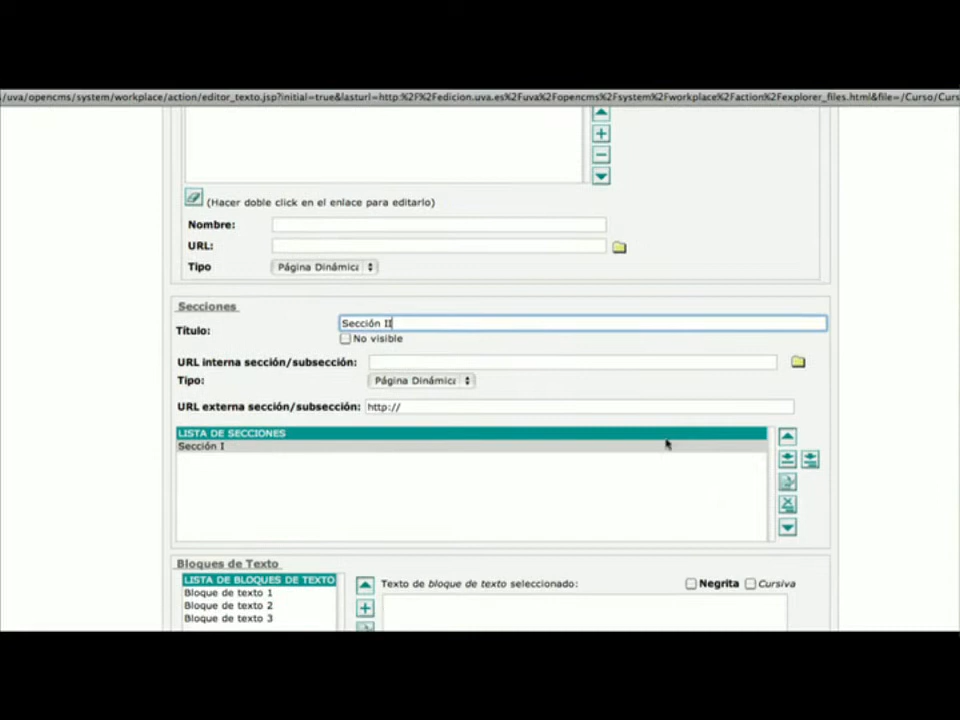 /uva/opencms/system/workplace/action/editor_texto.jsp?initial=true&lasturl=http:%2F%2Fedicion.uva.es%2Fuva%2Fopencms%2Fsystem%2Fworkplace%2Faction%2Fexplorer_files.html&file=/Curso/Curs
(Hacer doble click en el enlace para editarlo)
Nombre:
URL:
Tipo Página Dinámica
Secciones
Título: Sección II
No visible
URL interna sección/subsección:
Tipo: Página Dinámica
URL externa sección/subsección: http://
LISTA DE SECCIONES
Sección I
Bloques de Texto
LISTA DE BLOQUES DE TEXTO
Texto de bloque de texto seleccionado: Negrita Cursiva
Bloque de texto 1
Bloque de texto 2
Bloque de texto 3